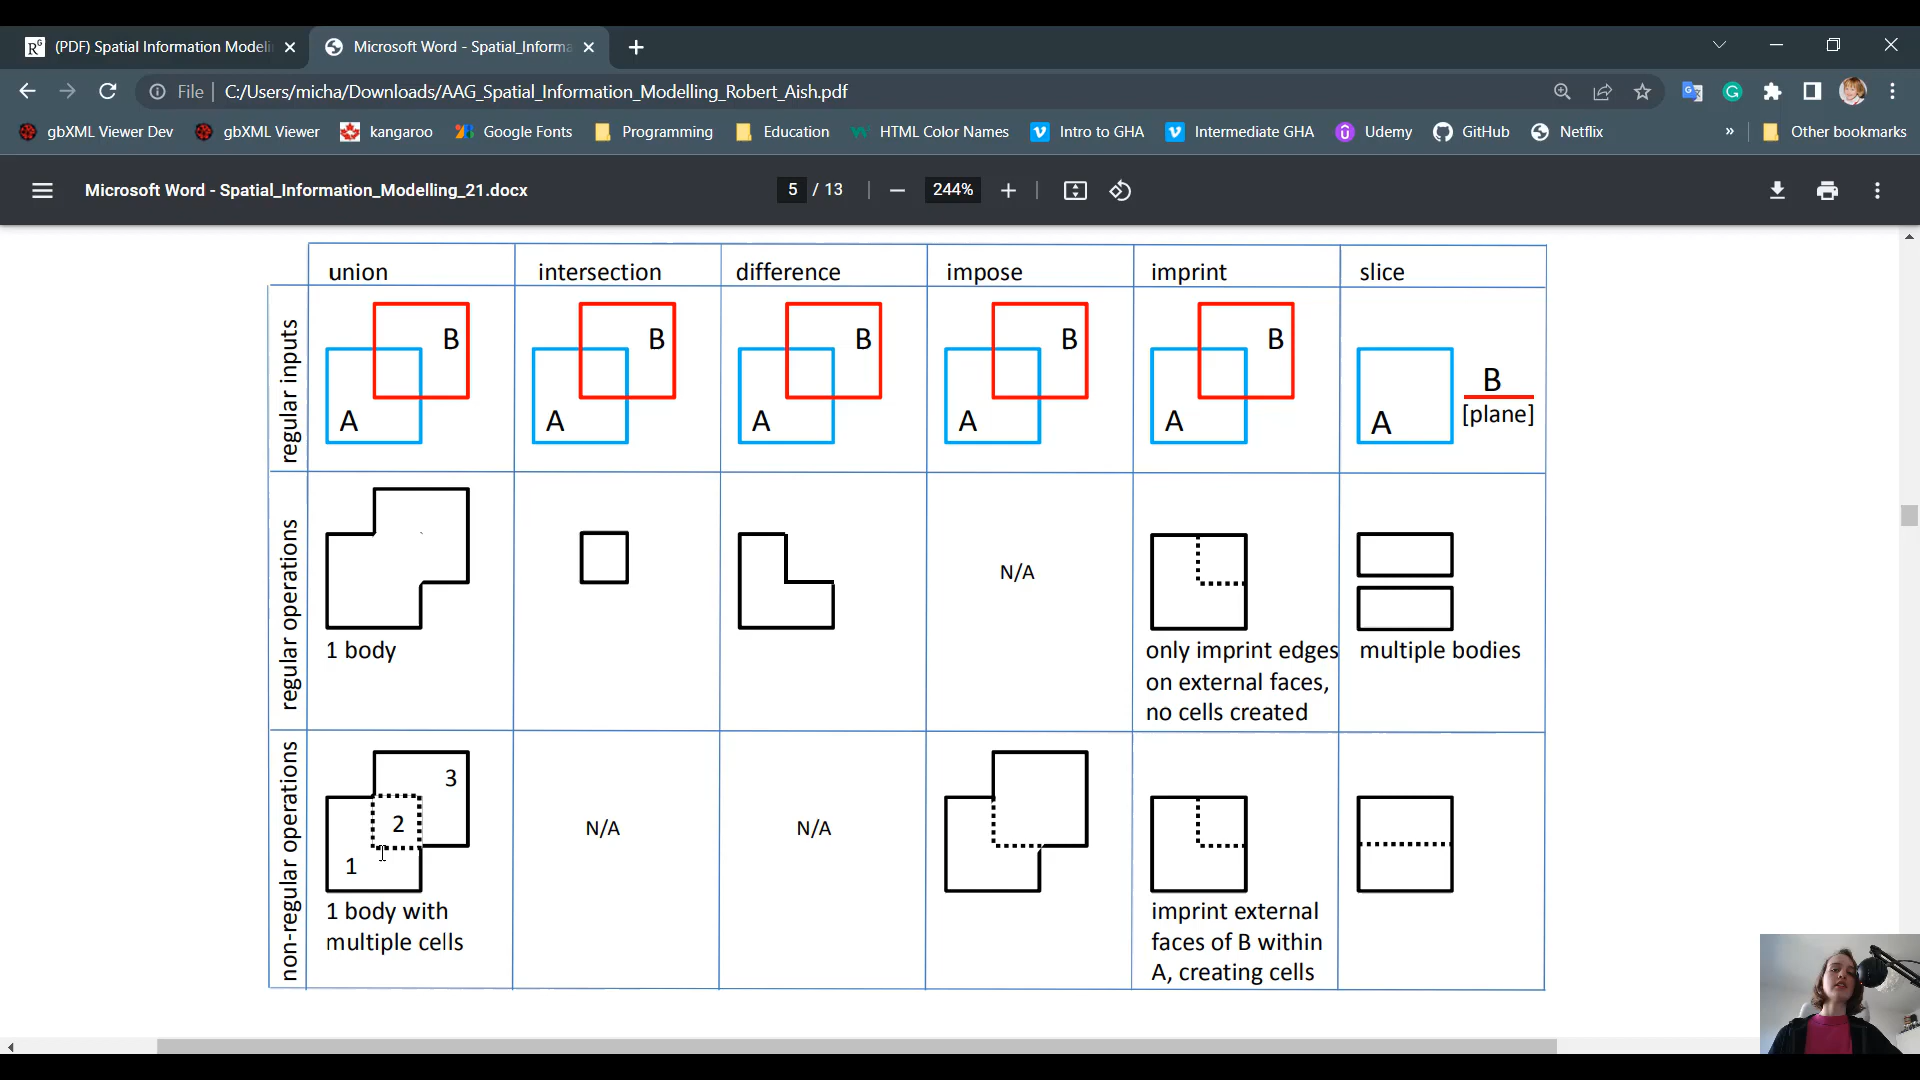 (PDF) Spatial Information Modeli
Microsoft Word - Spatial_Informa
File
C:/Users/micha/Downloads/AAG_Spatial_Information_Modelling_Robert_Aish.pdf
gbXML Viewer Dev
gbXML Viewer
kangaroo
Google Fonts
Programming
Education
HTML Color Names
Intro to GHA
Intermediate GHA
Udemy
GitHub
Netflix
»
Other bookmarks
Microsoft Word - Spatial_Information_Modelling_21.docx
5 / 13
244%
union
intersection
difference
impose
imprint
slice
regular inputs
B
A
B
A
B
A
B
A
B
A
B
[plane]
A
regular operations
1 body
N/A
only imprint edges
on external faces,
no cells created
multiple bodies
non-regular operations
3
2
1
1 body with
multiple cells
N/A
N/A
imprint external
faces of B within
A, creating cells